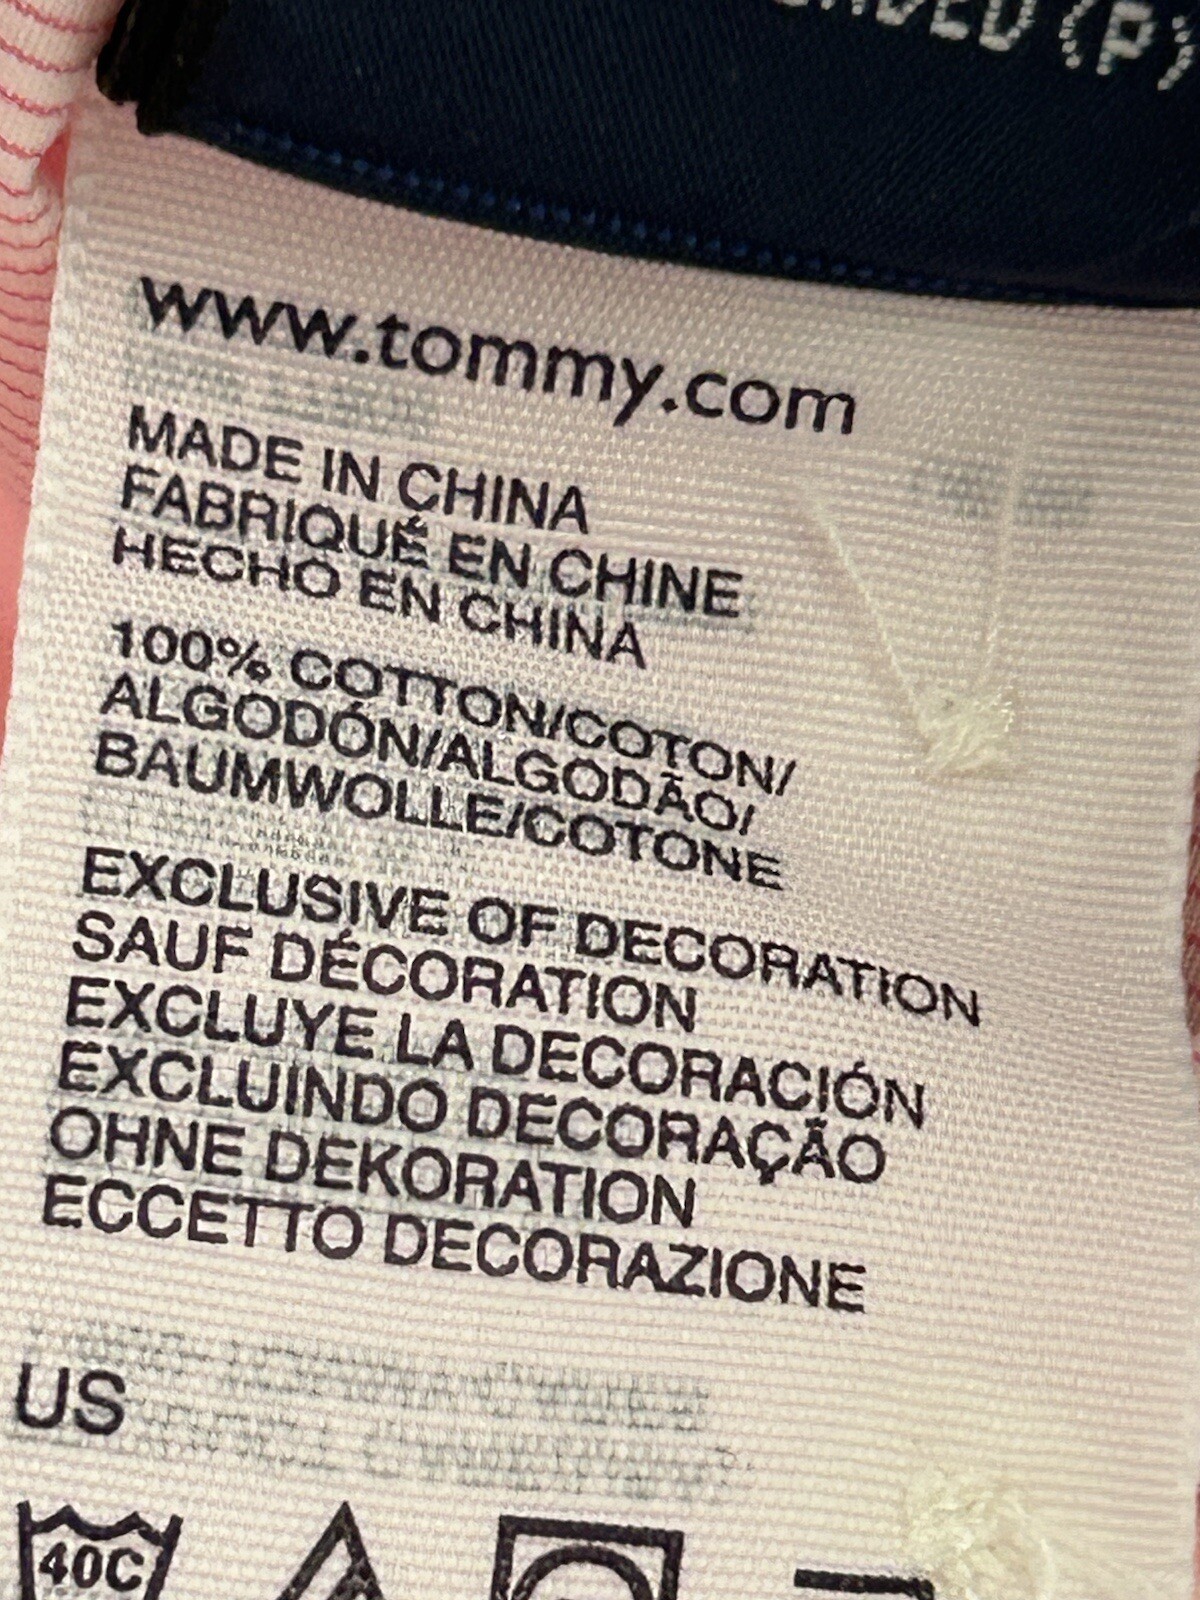 (P)
www.tommy.com
MADE IN CHINA
FABRIQUÉ EN CHINE
HECHO EN CHINA
100% COTTON/COTON/
ALGODÓN/ALGODÃO/
BAUMWOLLE/COTONE
EXCLUSIVE OF DECORATION
SAUF DÉCORATION
EXCLUYE LA DECORACIÓN
EXCLUINDO DECORAÇÃO
OHNE DEKORATION
ECCETTO DECORAZIONE
US
40C